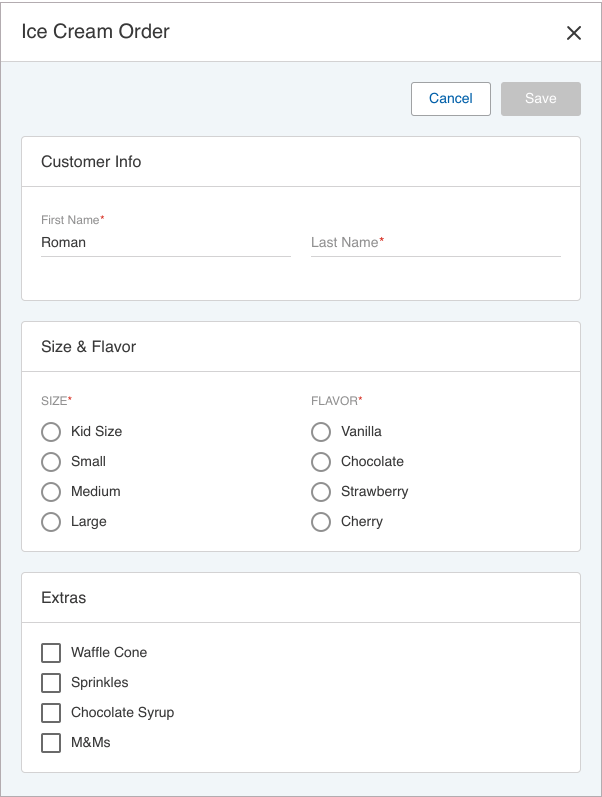 Ice Cream Order
Cancel
Save
Customer Info
First Name*
Roman
Last Name*
Size & Flavor
SIZE*
Kid Size
Small
Medium
Large
FLAVOR*
Vanilla
Chocolate
Strawberry
Cherry
Extras
Waffle Cone
Sprinkles
Chocolate Syrup
M&Ms